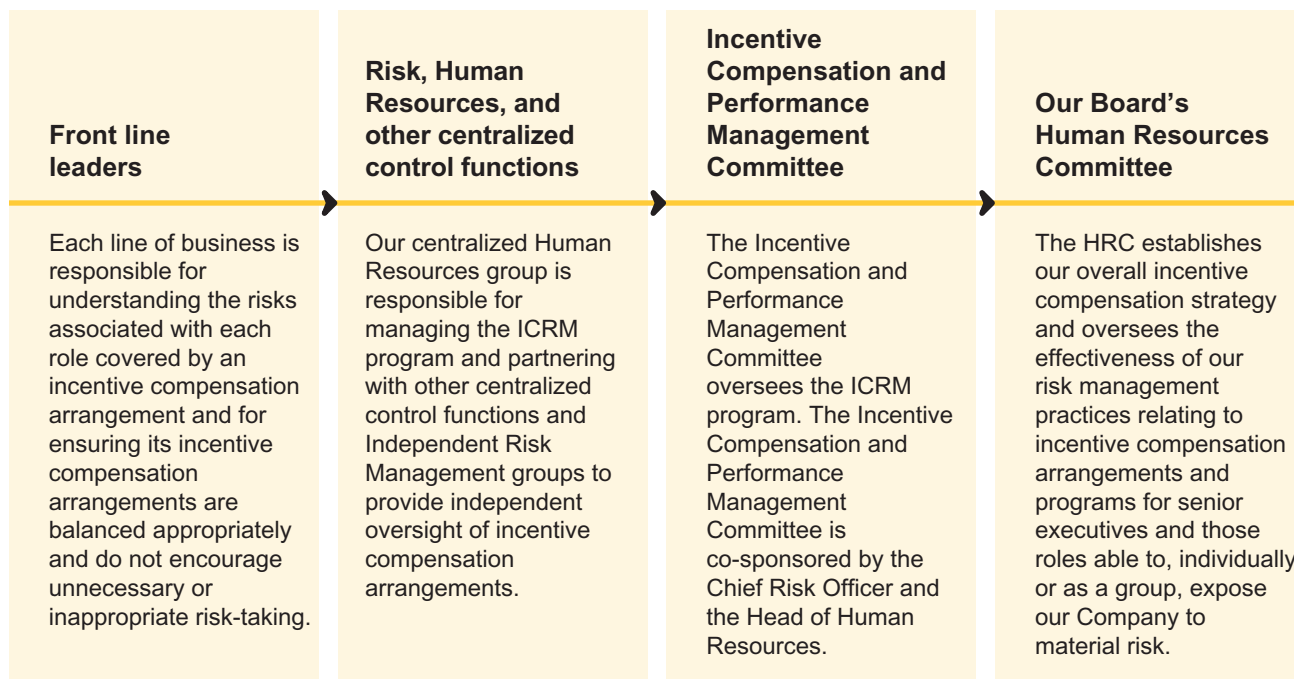 Front line
leaders
Each line of business is
responsible for
understanding the risks
associated with each
role covered by an
incentive compensation
arrangement and for
ensuring its incentive
compensation
arrangements are
balanced appropriately
and do not encourage
unnecessary or
inappropriate risk-taking.
Risk, Human
Resources, and
other centralized
control functions
Our centralized Human
Resources group is
responsible for
managing the ICRM
program and partnering
with other centralized
control functions and
Independent Risk
Management groups to
provide independent
oversight of incentive
compensation
arrangements.
Incentive
Compensation and
Performance
Management
Committee
The Incentive
Compensation and
Performance
Management
Committee
oversees the ICRM
program. The Incentive
Compensation and
Performance
Management
Committee is
co-sponsored by the
Chief Risk Officer and
the Head of Human
Resources.
Our Board’s
Human Resources
Committee
The HRC establishes
our overall incentive
compensation strategy
and oversees the
effectiveness of our
risk management
practices relating to
incentive compensation
arrangements and
programs for senior
executives and those
roles able to, individually
or as a group, expose
our Company to
material risk.